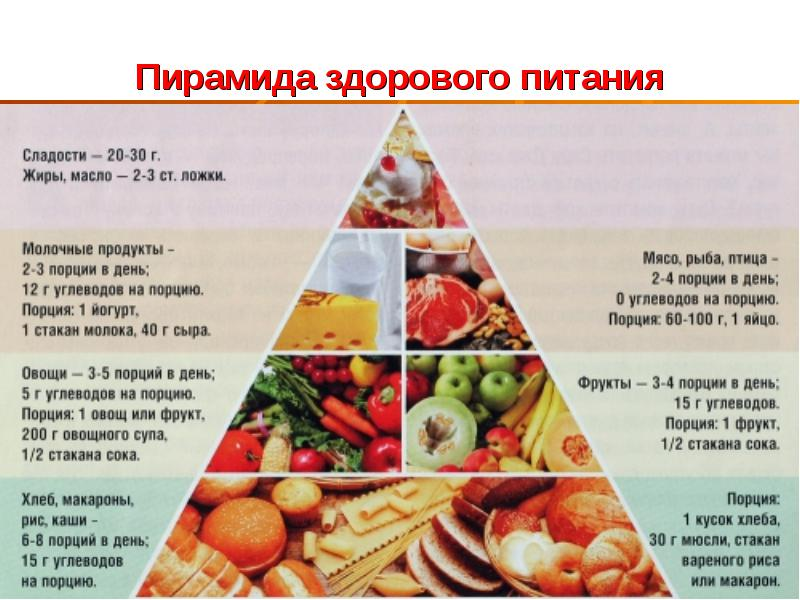 Пирамида здорового питания
Сладости — 20-30 г.
Жиры, масло — 2-3 ст. ложки.
Молочные продукты –
2-3 порции в день;
12 г углеводов на порцию.
Порция: 1 йогурт,
1 стакан молока, 40 г сыра.
Мясо, рыба, птица –
2-4 порции в день;
0 углеводов на порцию.
Порция: 60-100 г, 1 яйцо.
Овощи — 3-5 порций в день;
5 г углеводов на порцию.
Порция: 1 овощ или фрукт,
200 г овощного супа,
1/2 стакана сока.
Фрукты — 3-4 порции в день;
15 г углеводов.
Порция: 1 фрукт,
1/2 стакана сока.
Хлеб, макароны,
рис, каши -
6-8 порций в день;
15 г углеводов
на порцию.
Порция:
1 кусок хлеба,
30 г мюсли, стакан
вареного риса
или макарон.